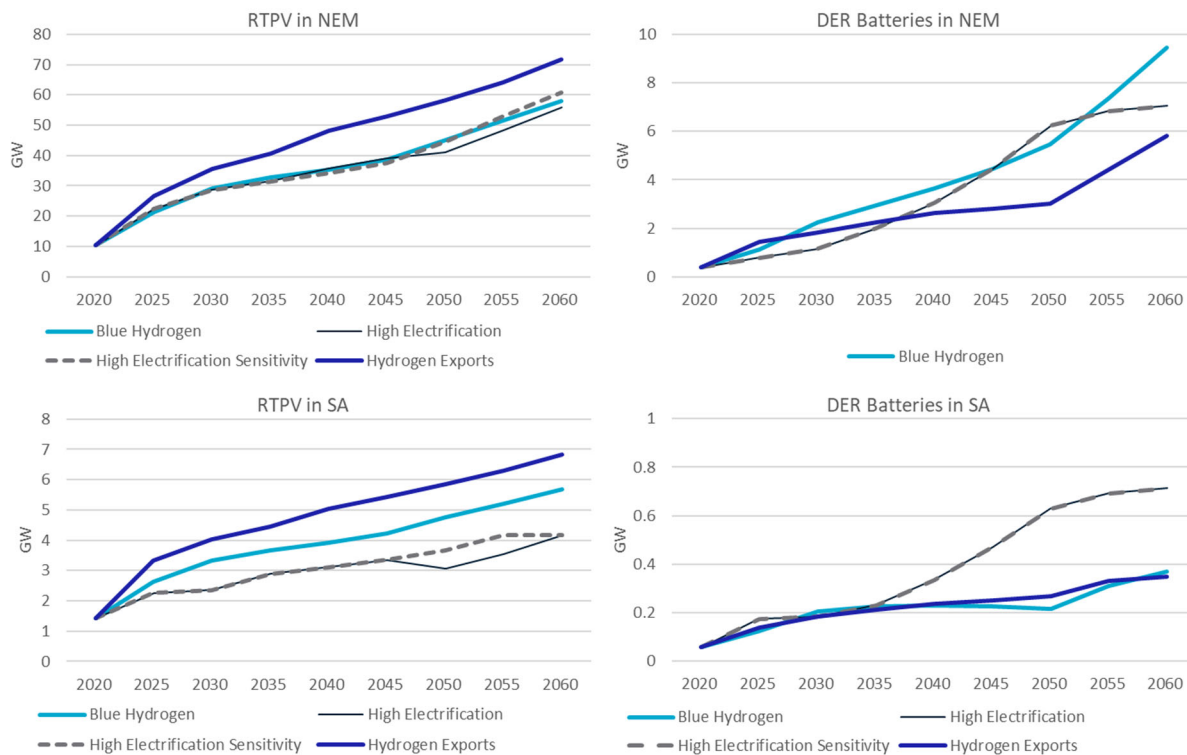 RTPV in NEM
80
70
60
50
40
30
20
10
0
GW
2020 2025 2030 2035 2040 2045 2050 2055 2060
Blue Hydrogen High Electrification
High Electrification Sensitivity Hydrogen Exports
DER Batteries in NEM
10
8
6
4
2
0
GW
2020 2025 2030 2035 2040 2045 2050 2055 2060
Blue Hydrogen
RTPV in SA
8
7
6
5
4
3
2
1
0
GW
2020 2025 2030 2035 2040 2045 2050 2055 2060
Blue Hydrogen High Electrification
High Electrification Sensitivity Hydrogen Exports
DER Batteries in SA
1
0.8
0.6
0.4
0.2
0
GW
2020 2025 2030 2035 2040 2045 2050 2055 2060
Blue Hydrogen High Electrification
High Electrification Sensitivity Hydrogen Exports